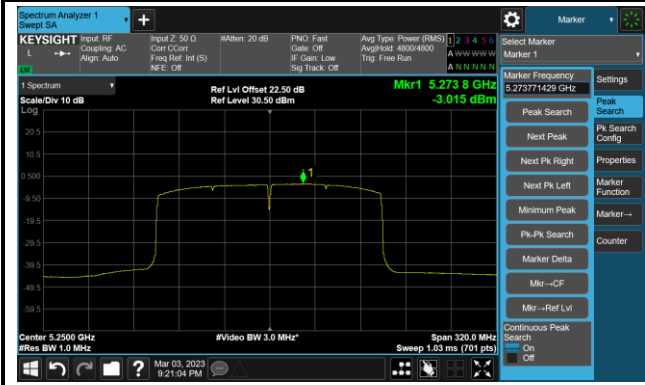 Spectrum Analyzer 1
Swept SA
Marker
KEYSIGHT
L
Input: RF
Coupling: AC
Align: Auto
Input Z: 50 Ω
Corr CCorr
Freq Ref: Int (S)
NFE: Off
#Atten: 20 dB
PNO: Fast
Gate: Off
IF Gain: Low
Sig Track: Off
Avg Type: Power (RMS)
Avg|Hold: 4800/4800
Trig: Free Run
1 2 3 4 5 6
A W W W W W
A N N N N N
Select Marker
Marker 1
1 Spectrum
Scale/Div 10 dB
Log
Ref Lvl Offset 22.50 dB
Ref Level 30.50 dBm
Mkr1 5.273 8 GHz
-3.015 dBm
20.5
10.5
0.500
-9.50
-19.5
-29.5
-39.5
-49.5
-59.5
1
Center 5.2500 GHz
#Res BW 1.0 MHz
#Video BW 3.0 MHz*
Span 320.0 MHz
Sweep 1.03 ms (701 pts)
Marker Frequency
5.273771429 GHz
Peak Search
Next Peak
Next Pk Right
Next Pk Left
Minimum Peak
Pk-Pk Search
Marker Delta
Mkr→CF
Mkr→Ref Lvl
Continuous Peak
Search
On
Off
Settings
Peak
Search
Pk Search
Config
Properties
Marker
Function
Marker→
Counter
Mar 03, 2023
9:21:04 PM